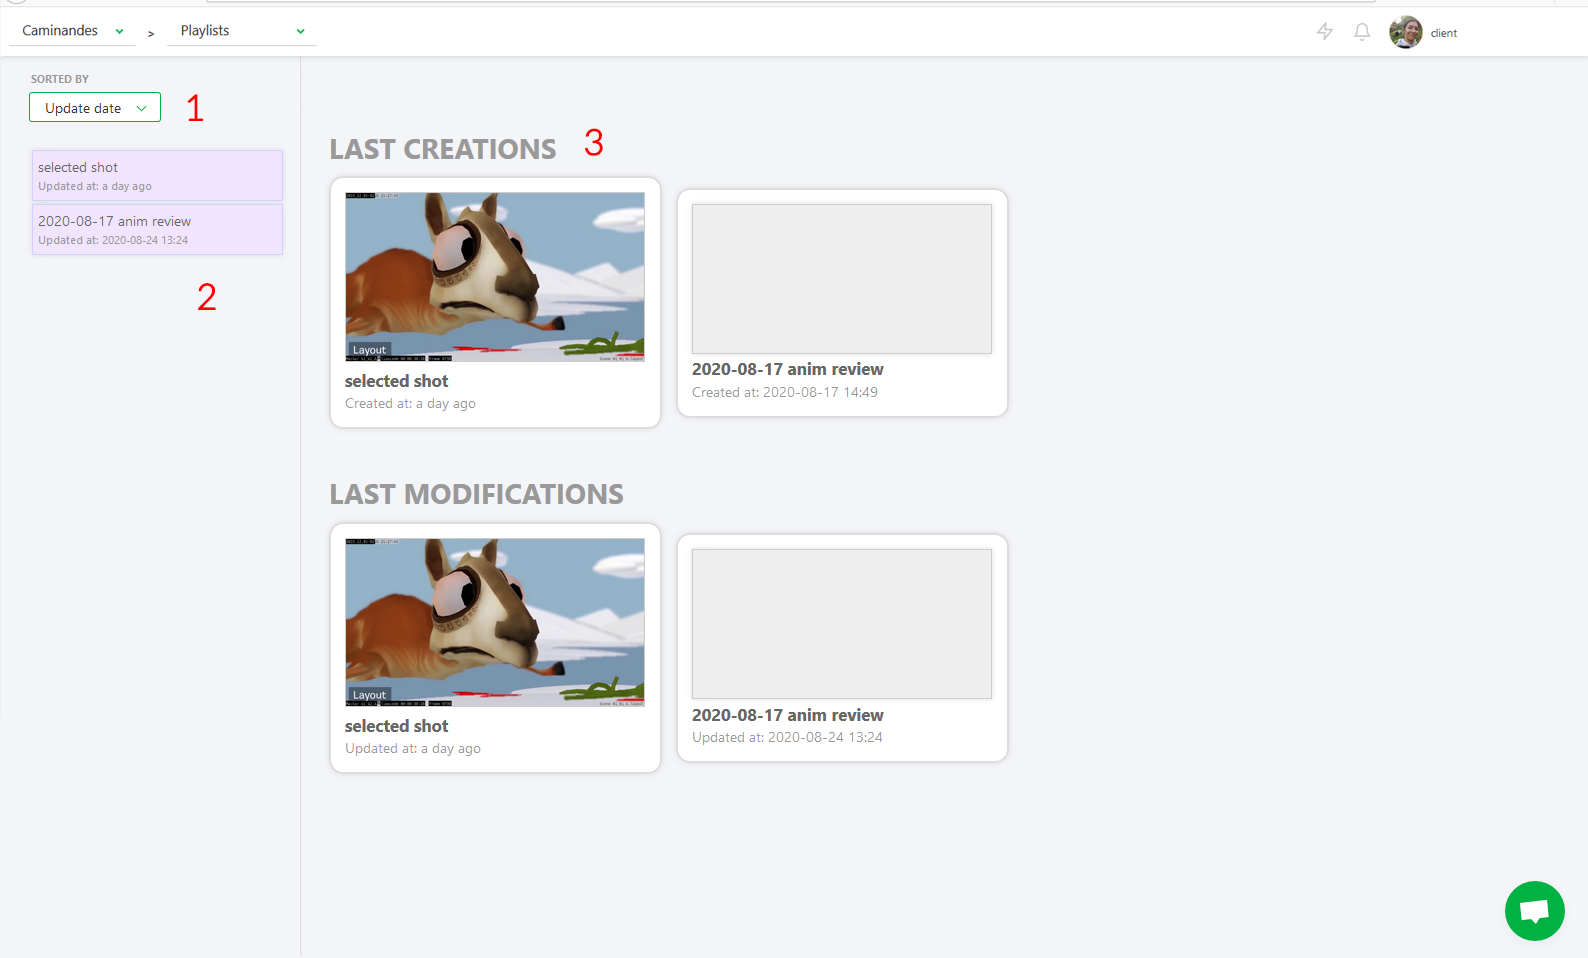 Caminandes > Playlists
client
SORTED BY
Update date
1
selected shot
Updated at: a day ago
2020-08-17 anim review
Updated at: 2020-08-24 13:24
2
LAST CREATIONS 3
Layout
selected shot
Created at: a day ago
2020-08-17 anim review
Created at: 2020-08-17 14:49
LAST MODIFICATIONS
Layout
selected shot
Updated at: a day ago
2020-08-17 anim review
Updated at: 2020-08-24 13:24